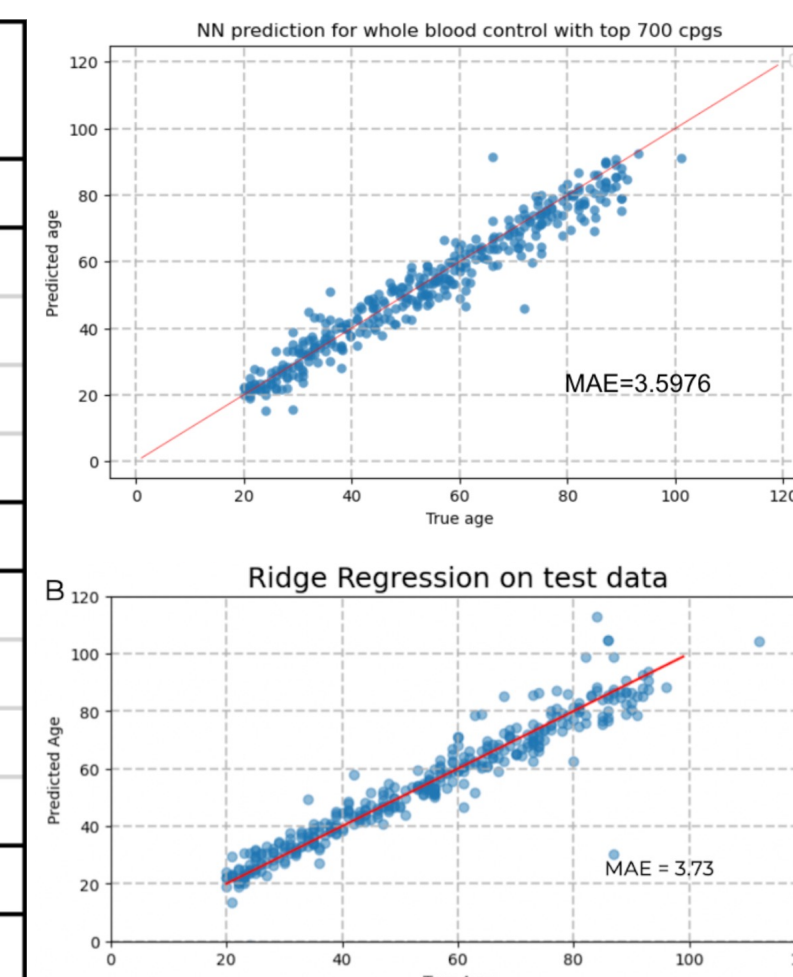 NN prediction for whole blood control with top 700 cpgs
120
100
80
60
40
20
0
Predicted age
MAE=3.5976
0 20 40 60 80 100 120
True age
B
Ridge Regression on test data
120
100
80
60
40
20
0
Predicted Age
MAE = 3.73
0 20 40 60 80 100